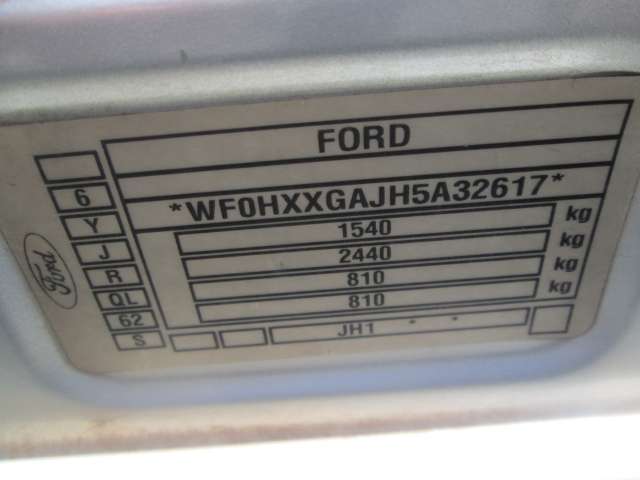 FORD
*WF0HXXGAJH5A32617*
1540 kg
2440 kg
810 kg
810 kg
JH1
6
Y
J
R
QL
62
S
Ford